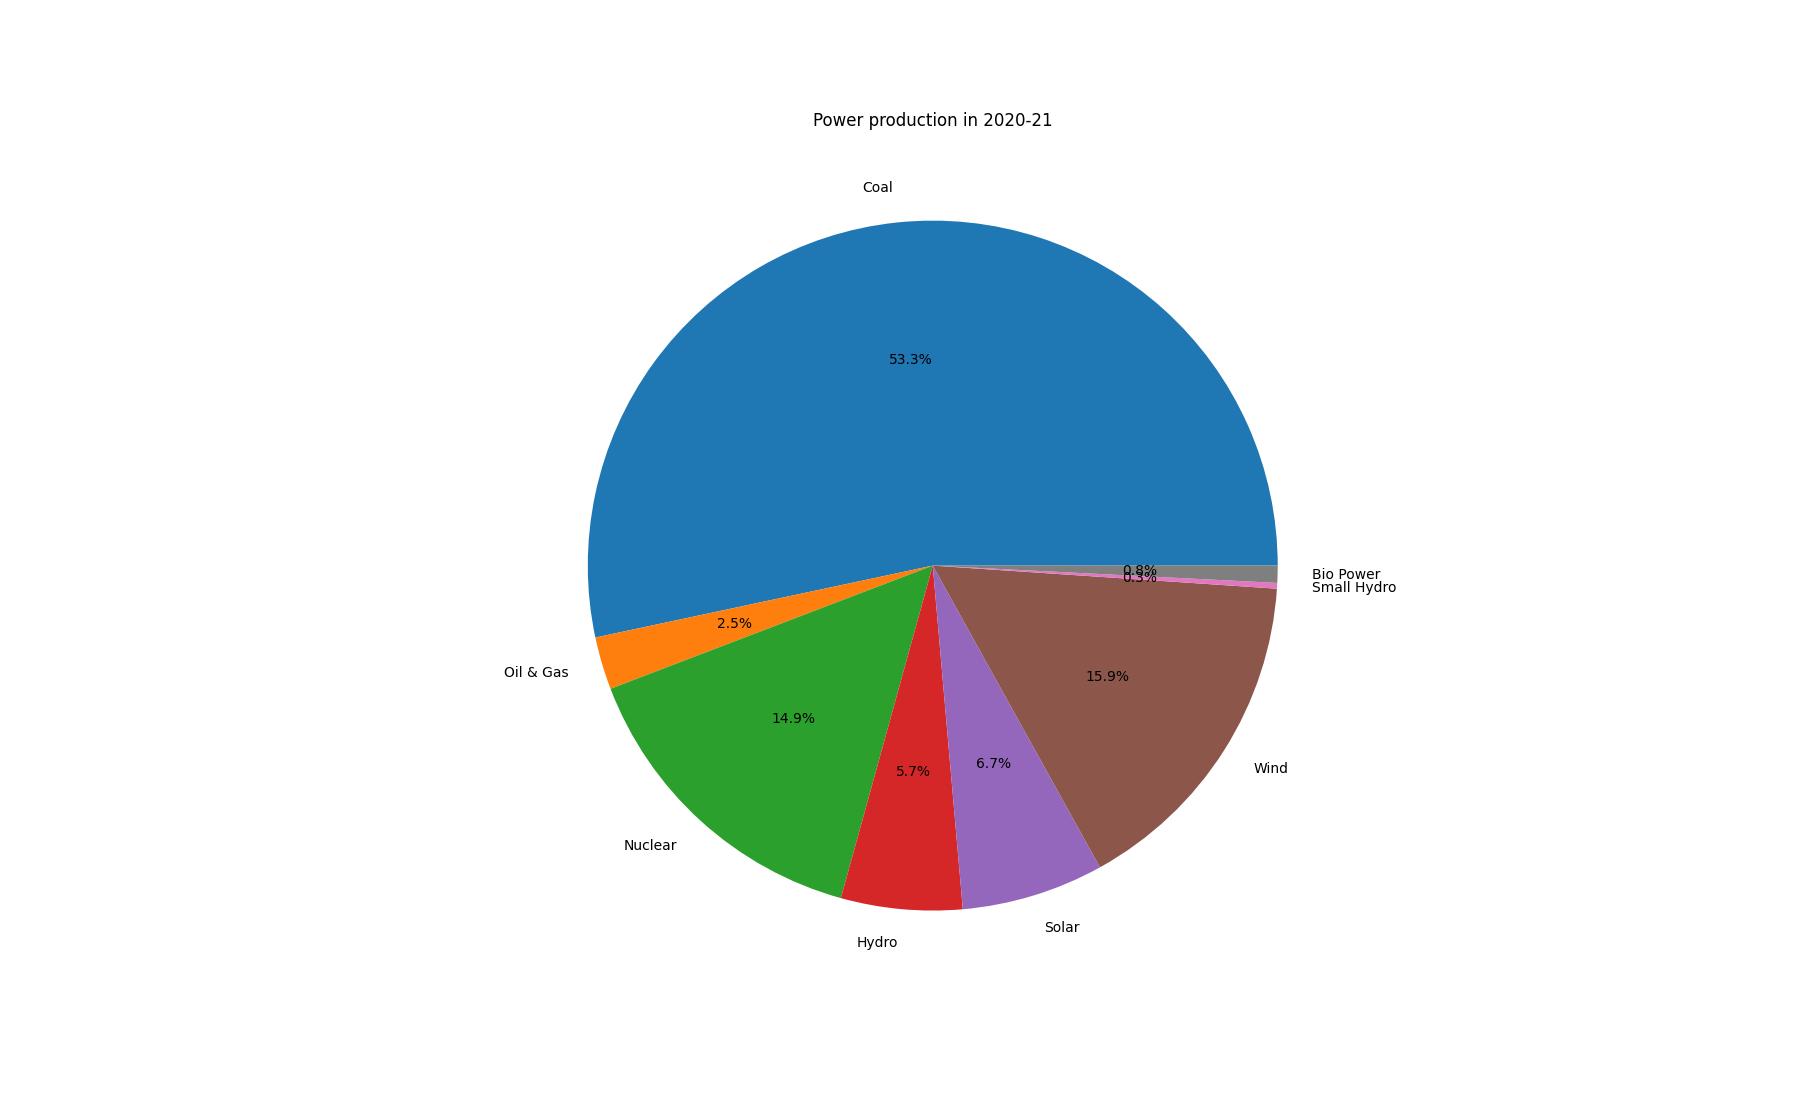 Power production in 2020-21
Coal
53.3%
0.8%
0.3%
Bio Power
Small Hydro
2.5%
Oil & Gas
15.9%
14.9%
6.7%
5.7%
Wind
Nuclear
Solar
Hydro